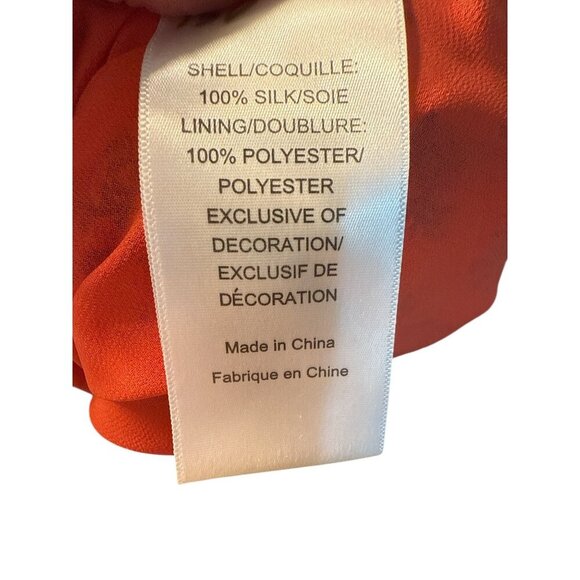 SHELL/COQUILLE:
100% SILK/SOIE
LINING/DOUBLURE:
100% POLYESTER/
POLYESTER
EXCLUSIVE OF
DECORATION/
EXCLUSIF DE
DÉCORATION
Made in China
Fabrique en Chine